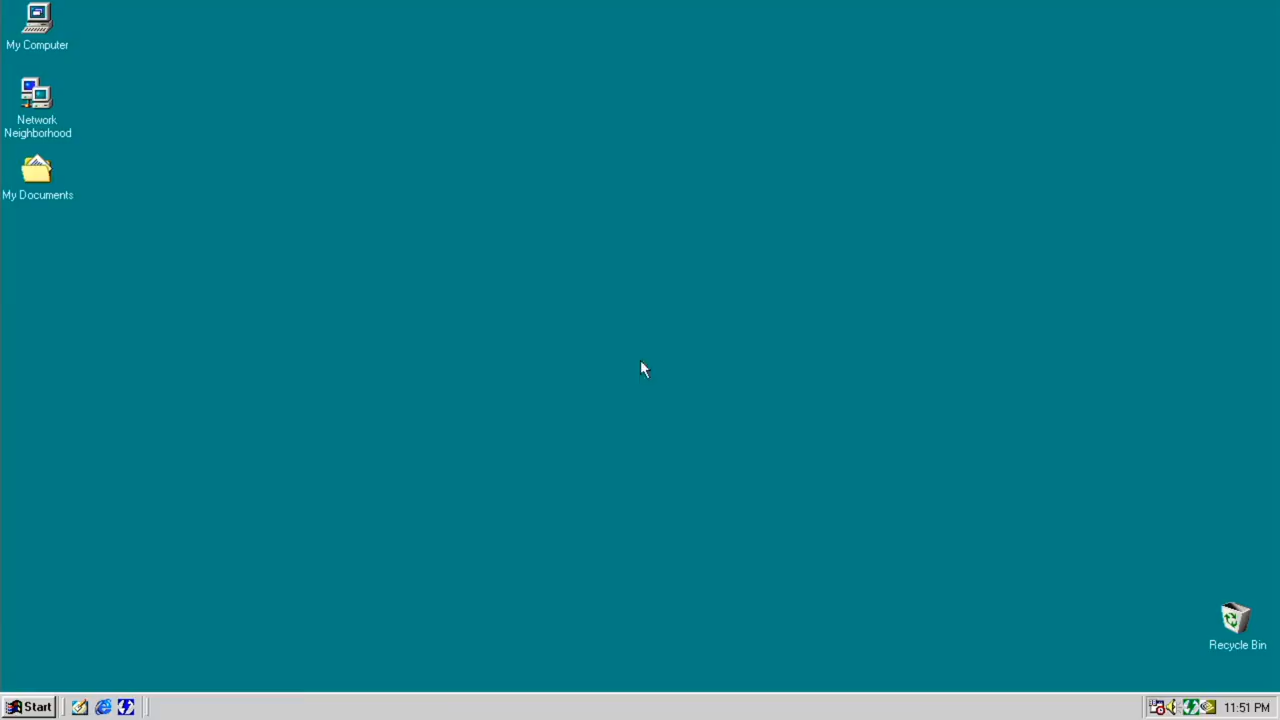 My Computer
Network
Neighborhood
My Documents
Recycle Bin
Start
11:51 PM